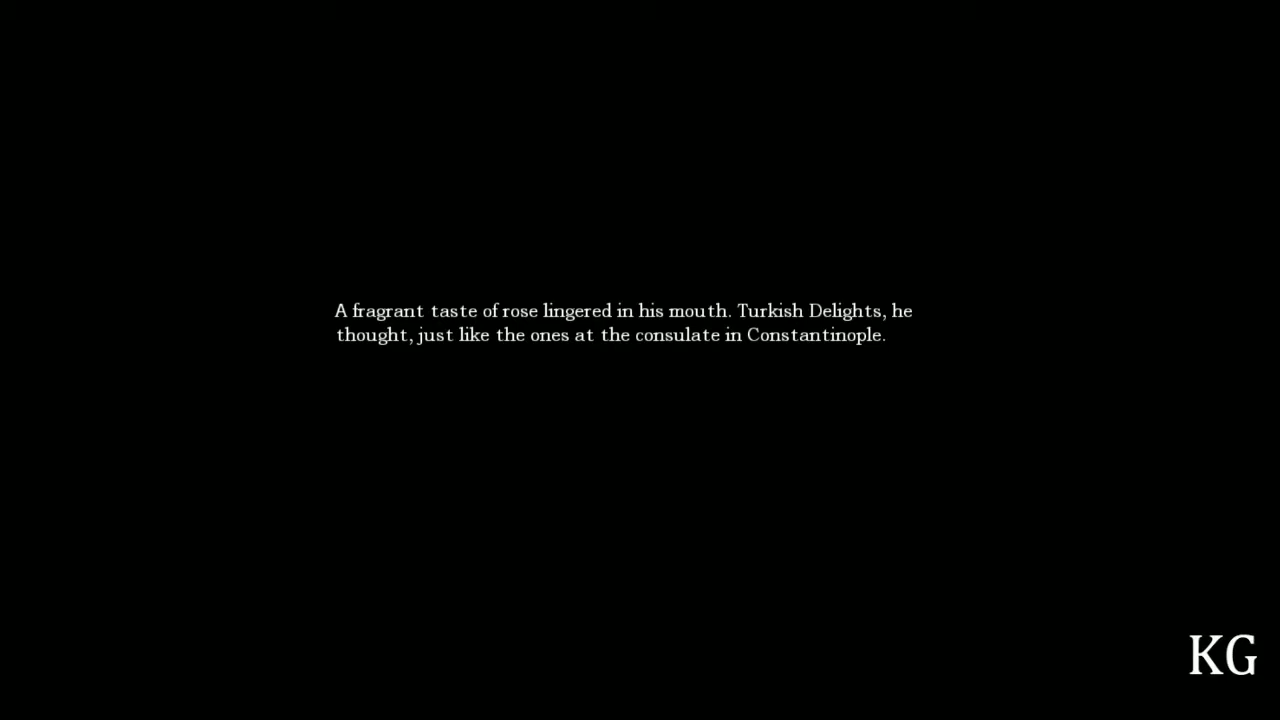 A fragrant taste of rose lingered in his mouth. Turkish Delights, he
thought, just like the ones at the consulate in Constantinople.
KG